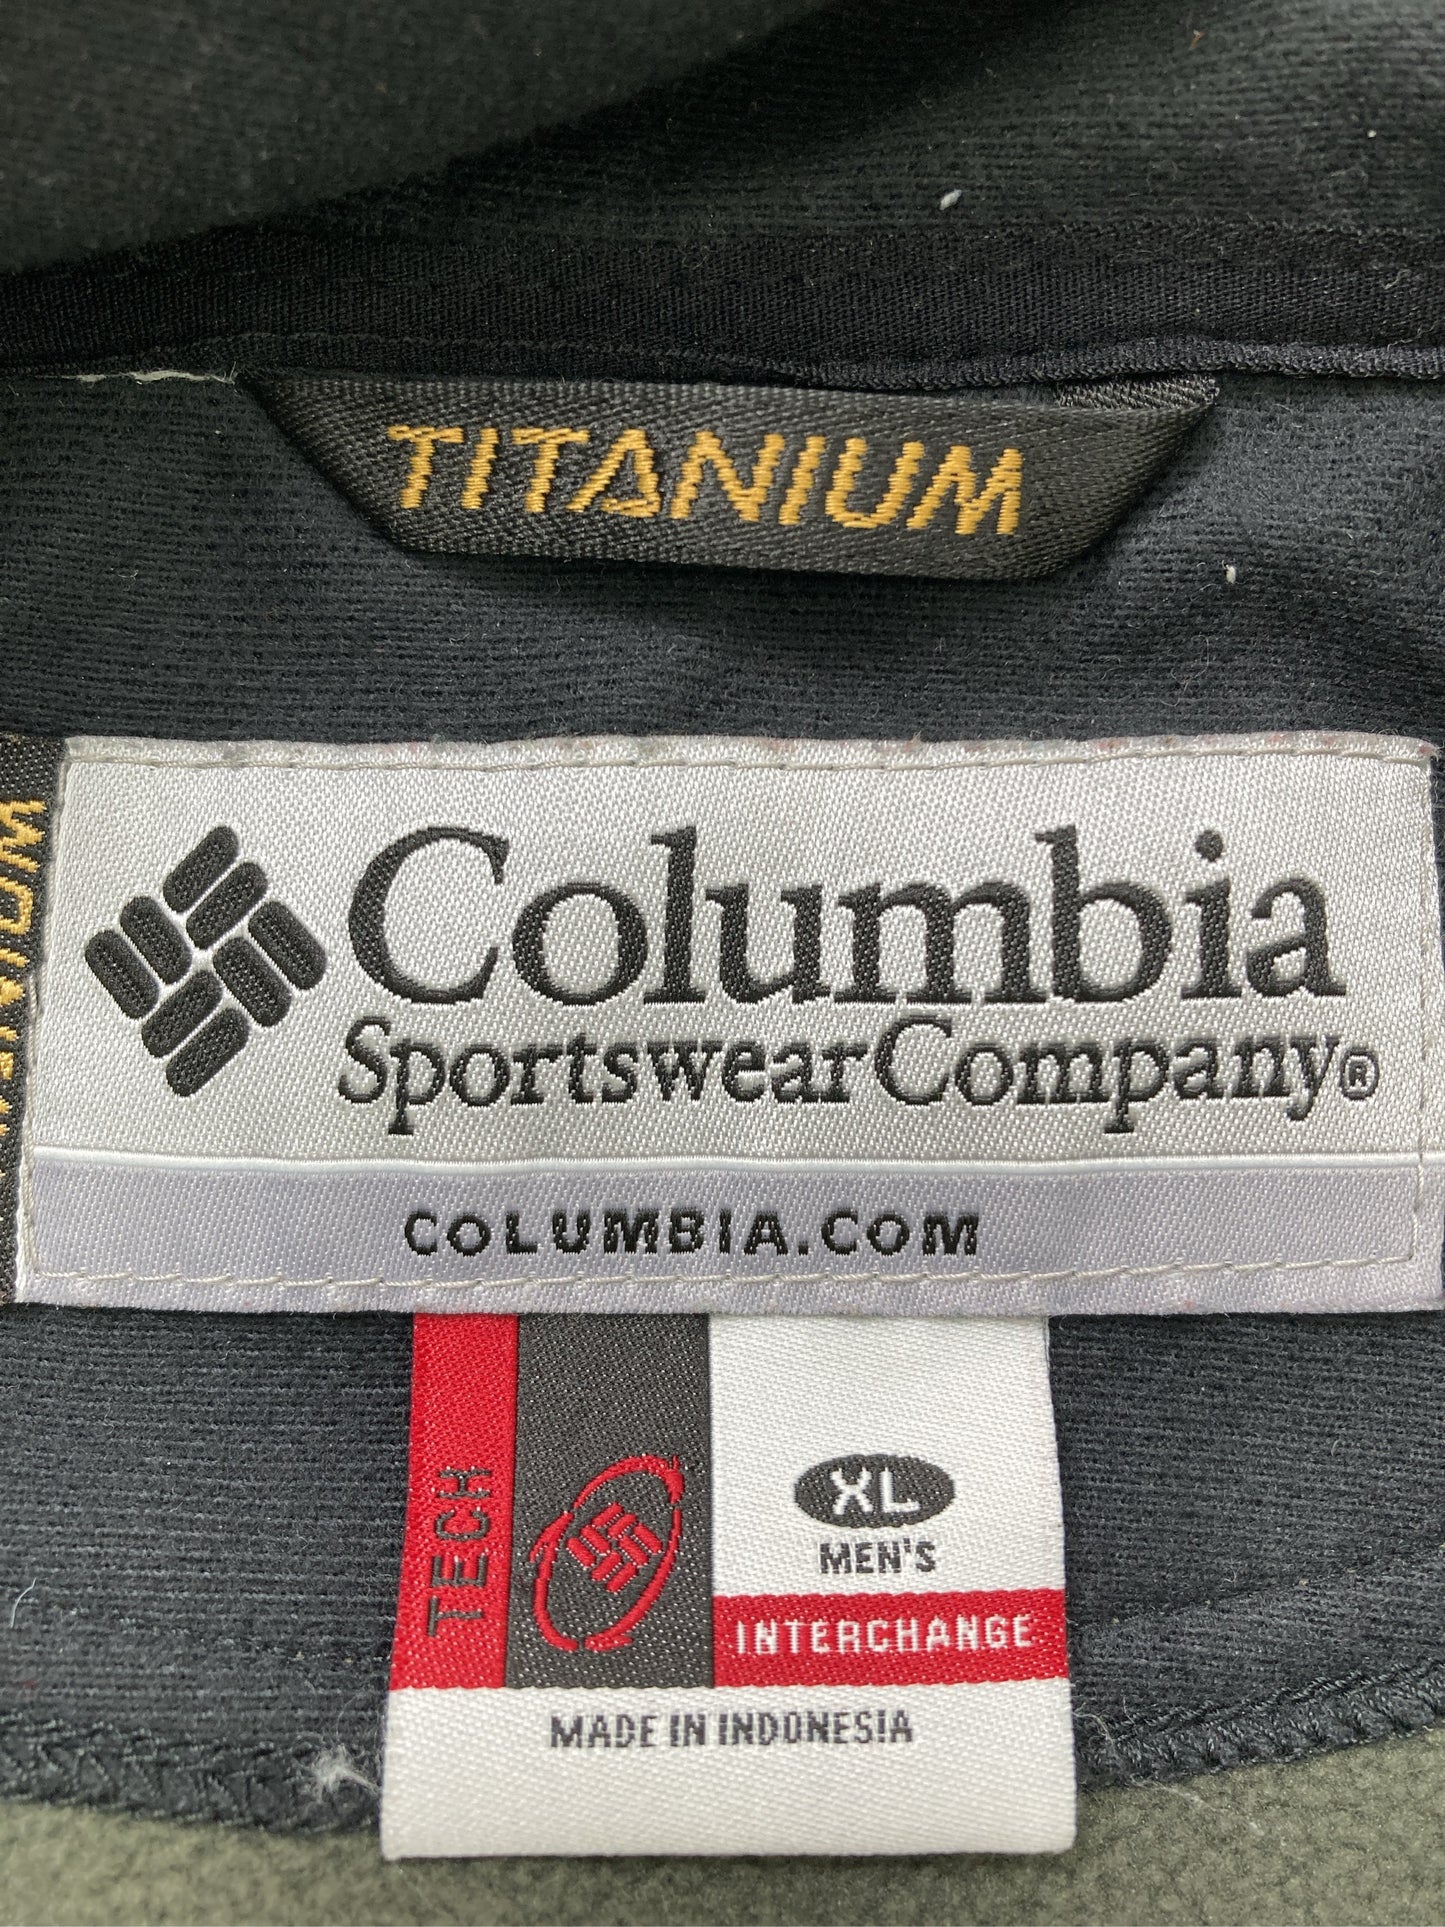 TITANIUM
Columbia
Sportswear Company®
COLUMBIA.COM
TECH
XL
MEN'S
INTERCHANGE
MADE IN INDONESIA